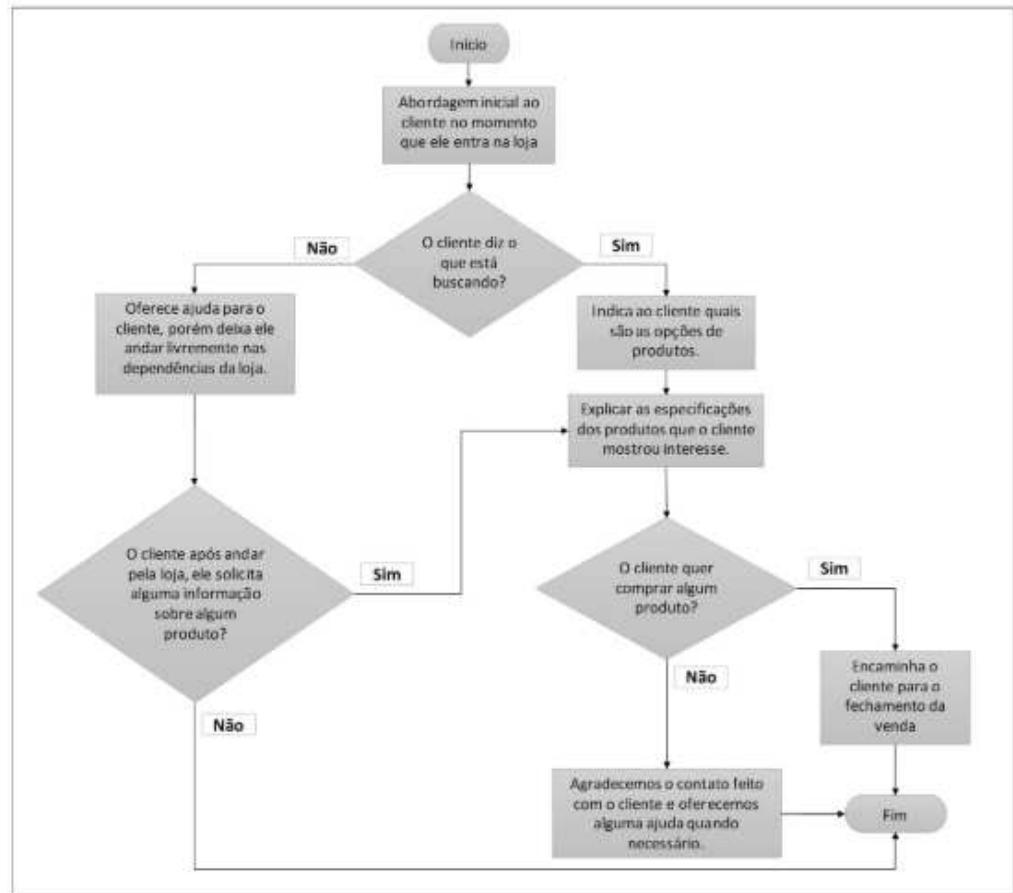 Inicio
Abordagem inicial ao
cliente no momento
que ele entra na loja
O cliente diz o
que está
buscando?
Não
Sim
Oferece ajuda para o
cliente, porém deixa ele
andar livremente nas
dependências da loja.
Indica ao cliente quais
são as opções de
produtos.
Explicar as especificações
dos produtos que o cliente
mostrou interesse.
O cliente após andar
pela loja, ele solicita
alguma informação
sobre algum
produto?
Sim
Não
O cliente quer
comprar algum
produto?
Sim
Não
Encaminha o
cliente para o
fechamento da
venda
Agradecemos o contato feito
com o cliente e oferecemos
alguma ajuda quando
necessário.
Fim